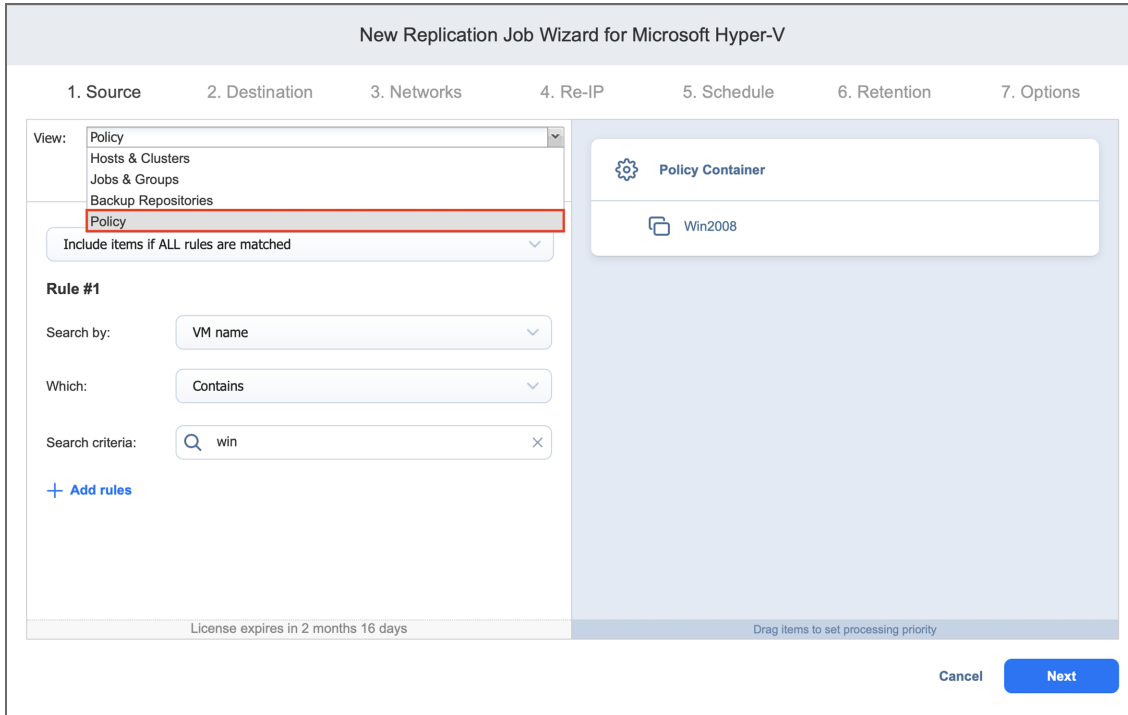 New Replication Job Wizard for Microsoft Hyper-V
1. Source 2. Destination 3. Networks 4. Re-IP 5. Schedule 6. Retention 7. Options
View: Policy
Hosts & Clusters
Jobs & Groups
Backup Repositories
Policy
Include items if ALL rules are matched
Rule #1
Search by: VM name
Which: Contains
Search criteria: win
Add rules
License expires in 2 months 16 days
Policy Container
Win2008
Drag items to set processing priority
Cancel Next